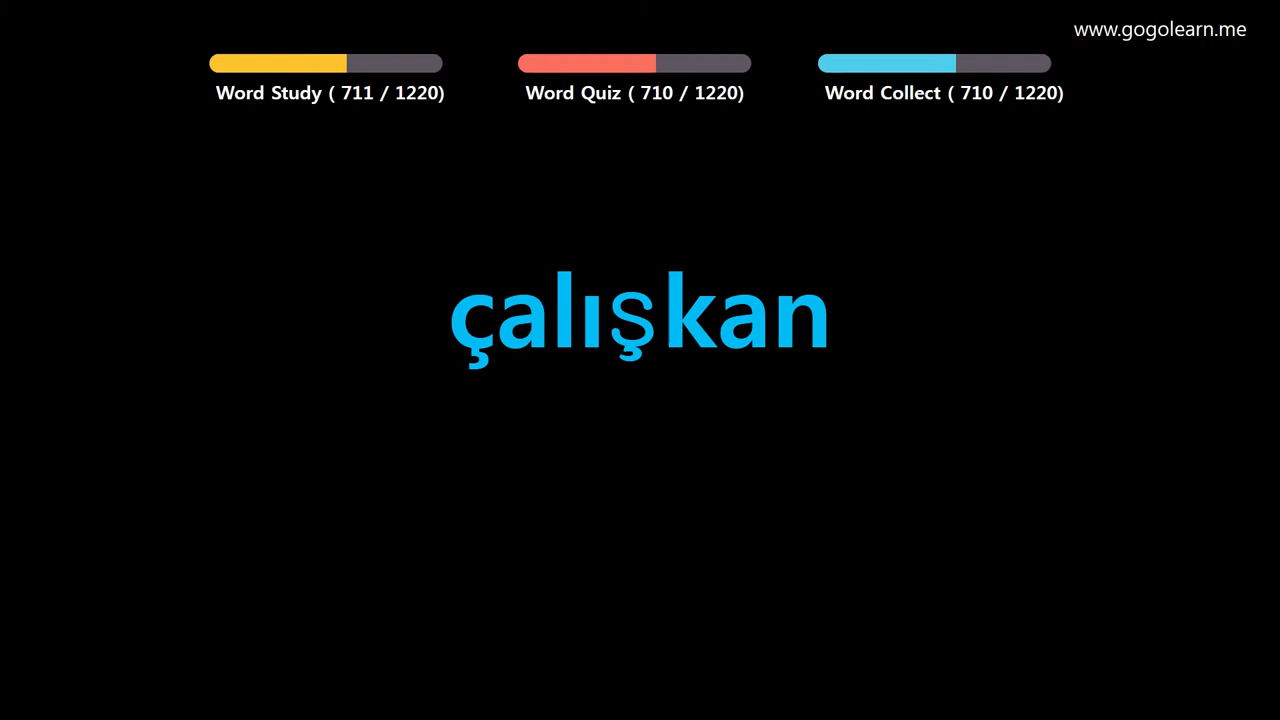 www.gogolearn.me
Word Study ( 711 / 1220)
Word Quiz ( 710 / 1220)
Word Collect ( 710 / 1220)
çalışkan